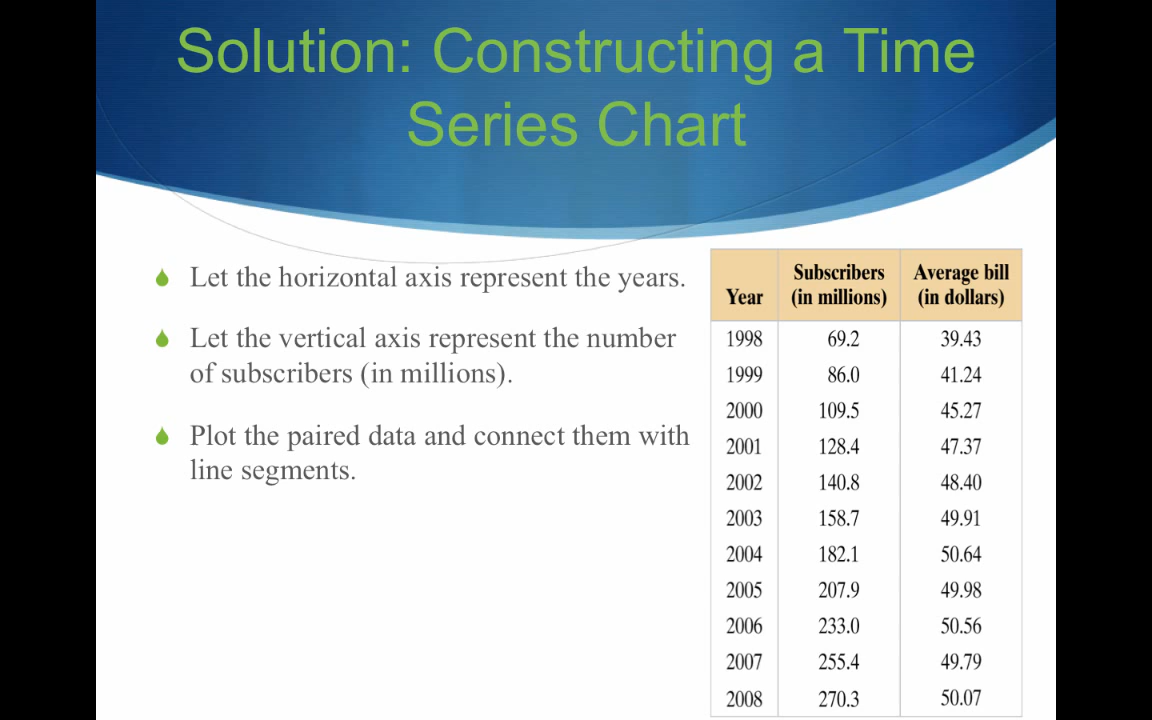 Solution: Constructing a Time
Series Chart
Let the horizontal axis represent the years.
Let the vertical axis represent the number
of subscribers (in millions).
Plot the paired data and connect them with
line segments.
Year Subscribers (in millions) Average bill (in dollars)
1998 69.2 39.43
1999 86.0 41.24
2000 109.5 45.27
2001 128.4 47.37
2002 140.8 48.40
2003 158.7 49.91
2004 182.1 50.64
2005 207.9 49.98
2006 233.0 50.56
2007 255.4 49.79
2008 270.3 50.07